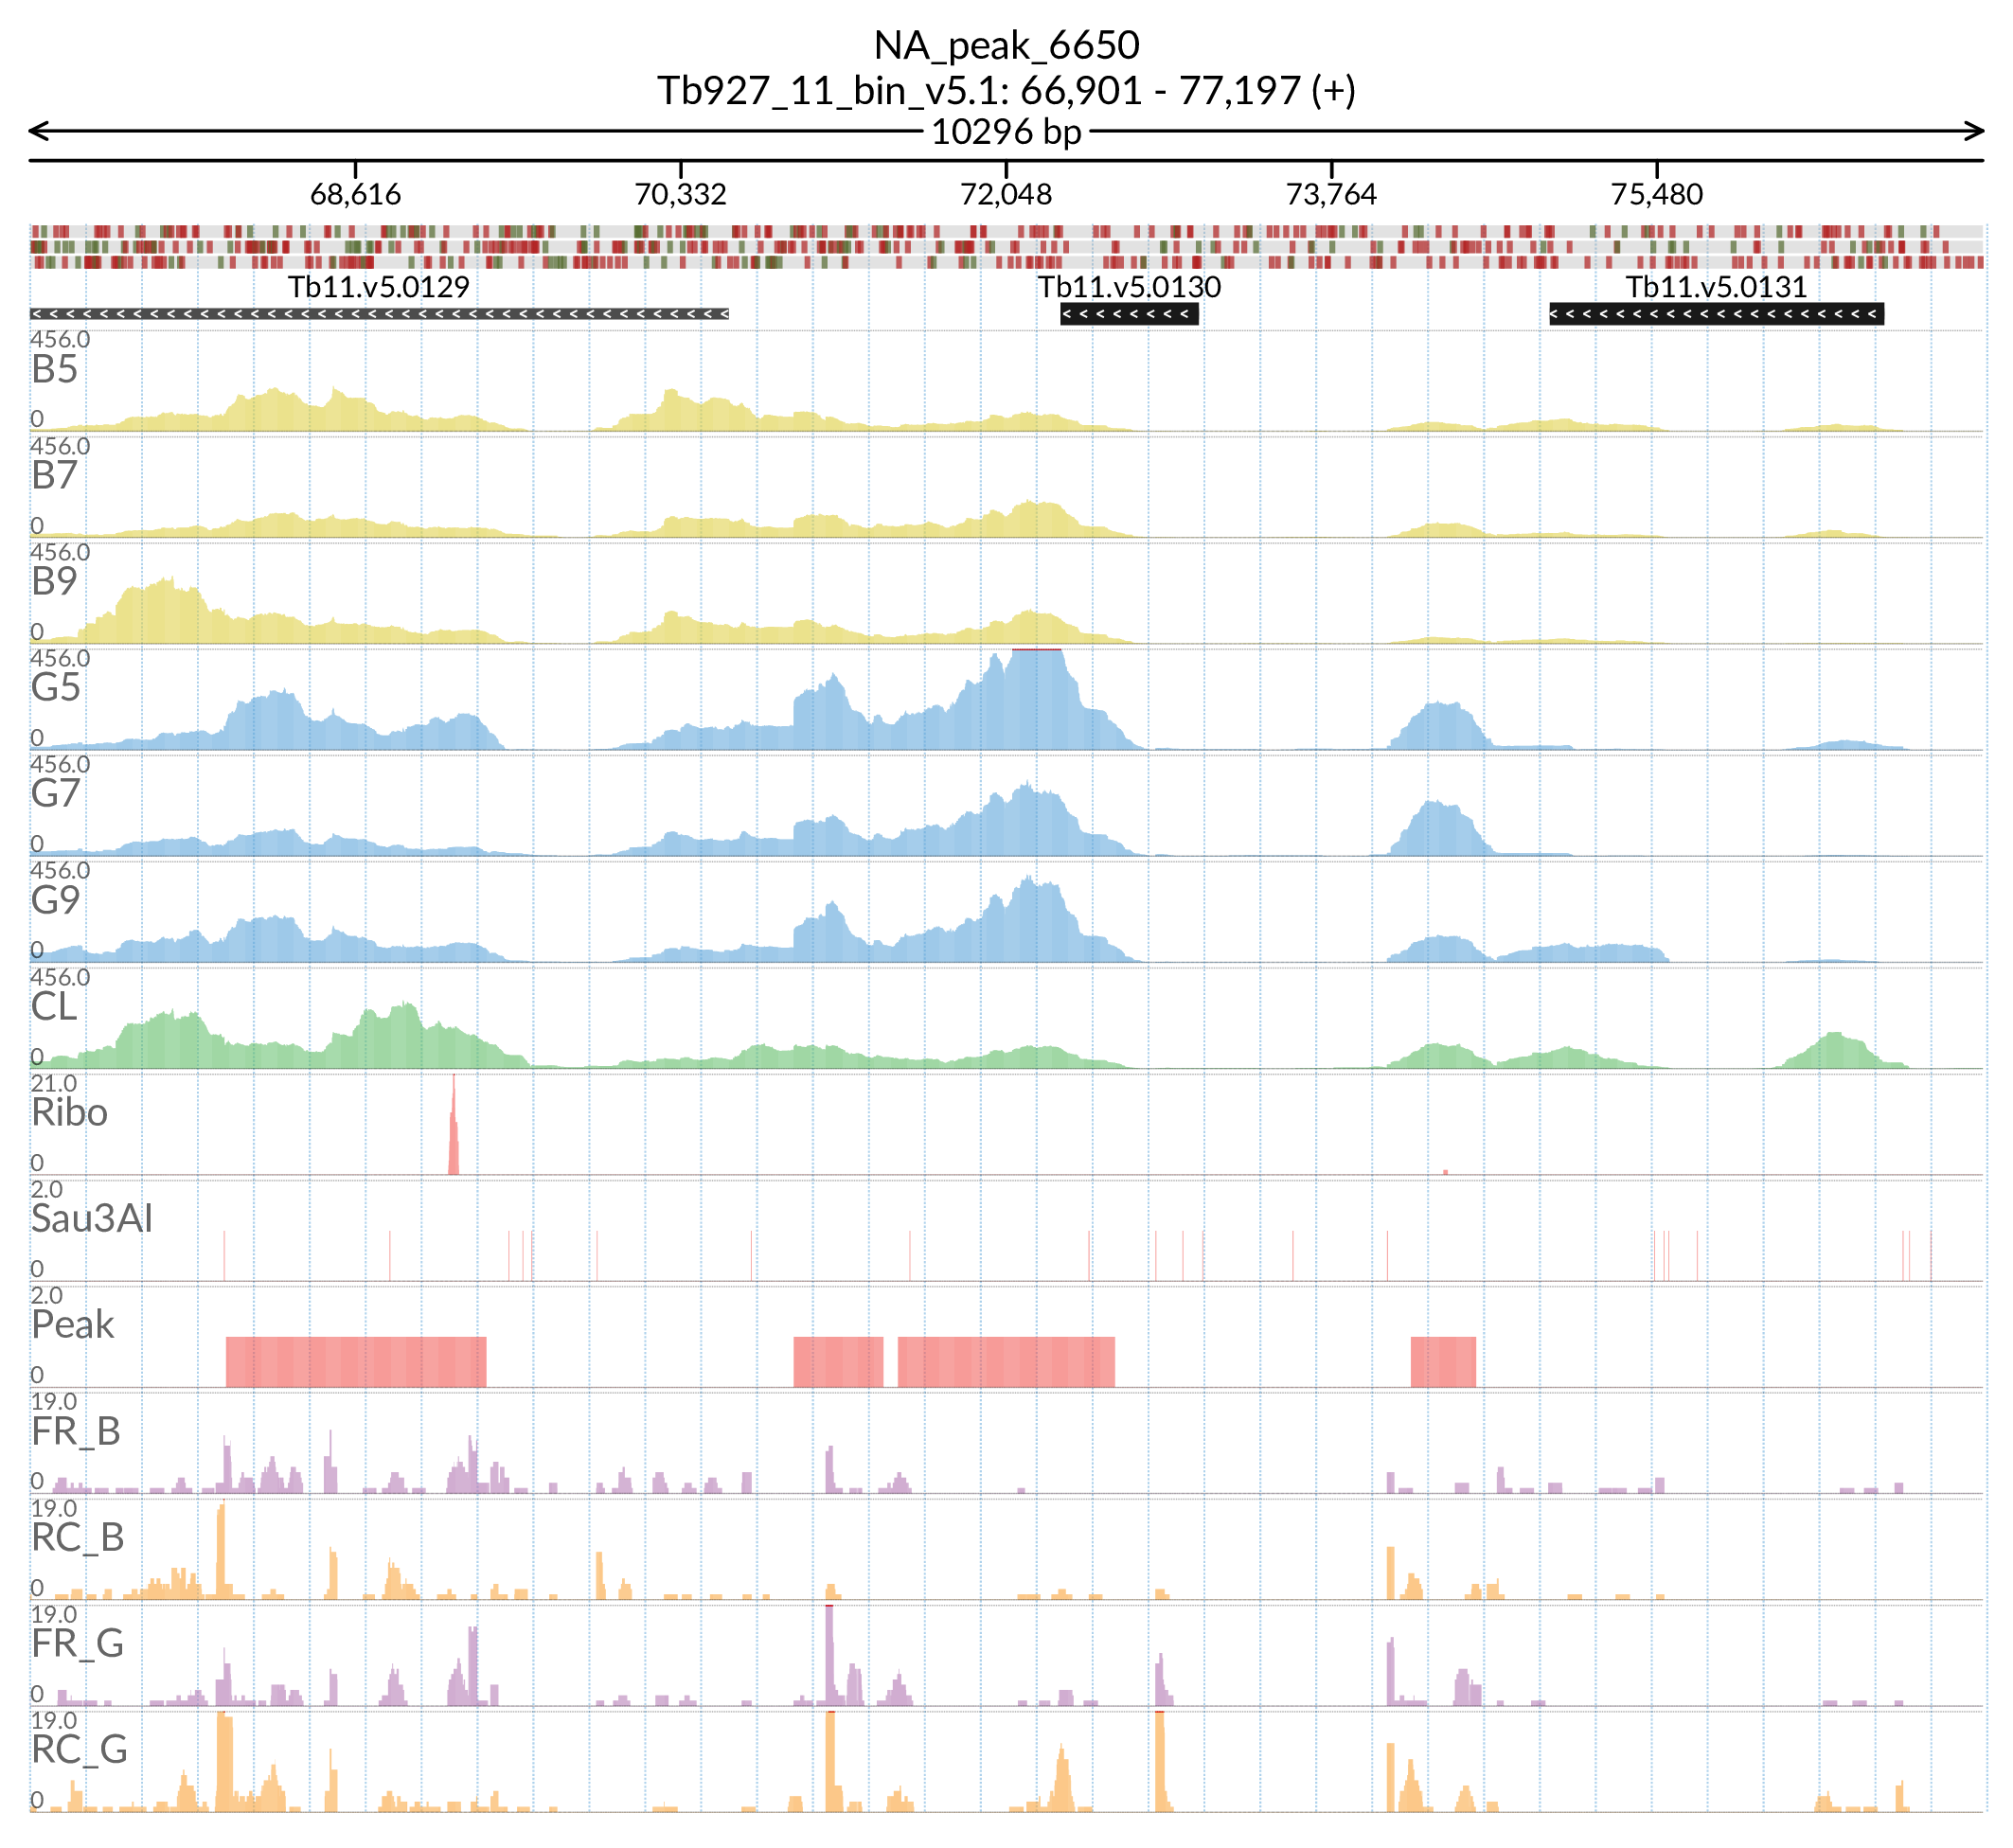 NA_peak_6650
Tb927_11_bin_v5.1: 66,901 - 77,197 (+)
10296 bp
68,616 70,332 72,048 73,764 75,480
Tb11.v5.0129 Tb11.v5.0130 Tb11.v5.0131
456.0
B5
0
456.0
B7
0
456.0
B9
0
456.0
G5
0
456.0
G7
0
456.0
G9
0
456.0
CL
0
21.0
Ribo
0
2.0
Sau3AI
0
2.0
Peak
0
19.0
FR_B
0
19.0
RC_B
0
19.0
FR_G
0
19.0
RC_G
0